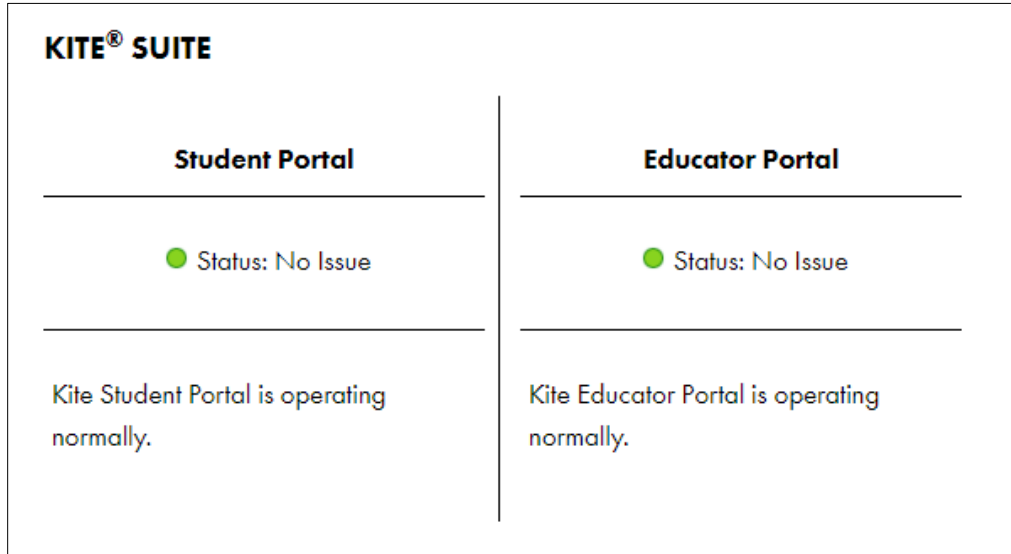 KITE® SUITE
Student Portal
Status: No Issue
Kite Student Portal is operating
normally.
Educator Portal
Status: No Issue
Kite Educator Portal is operating
normally.